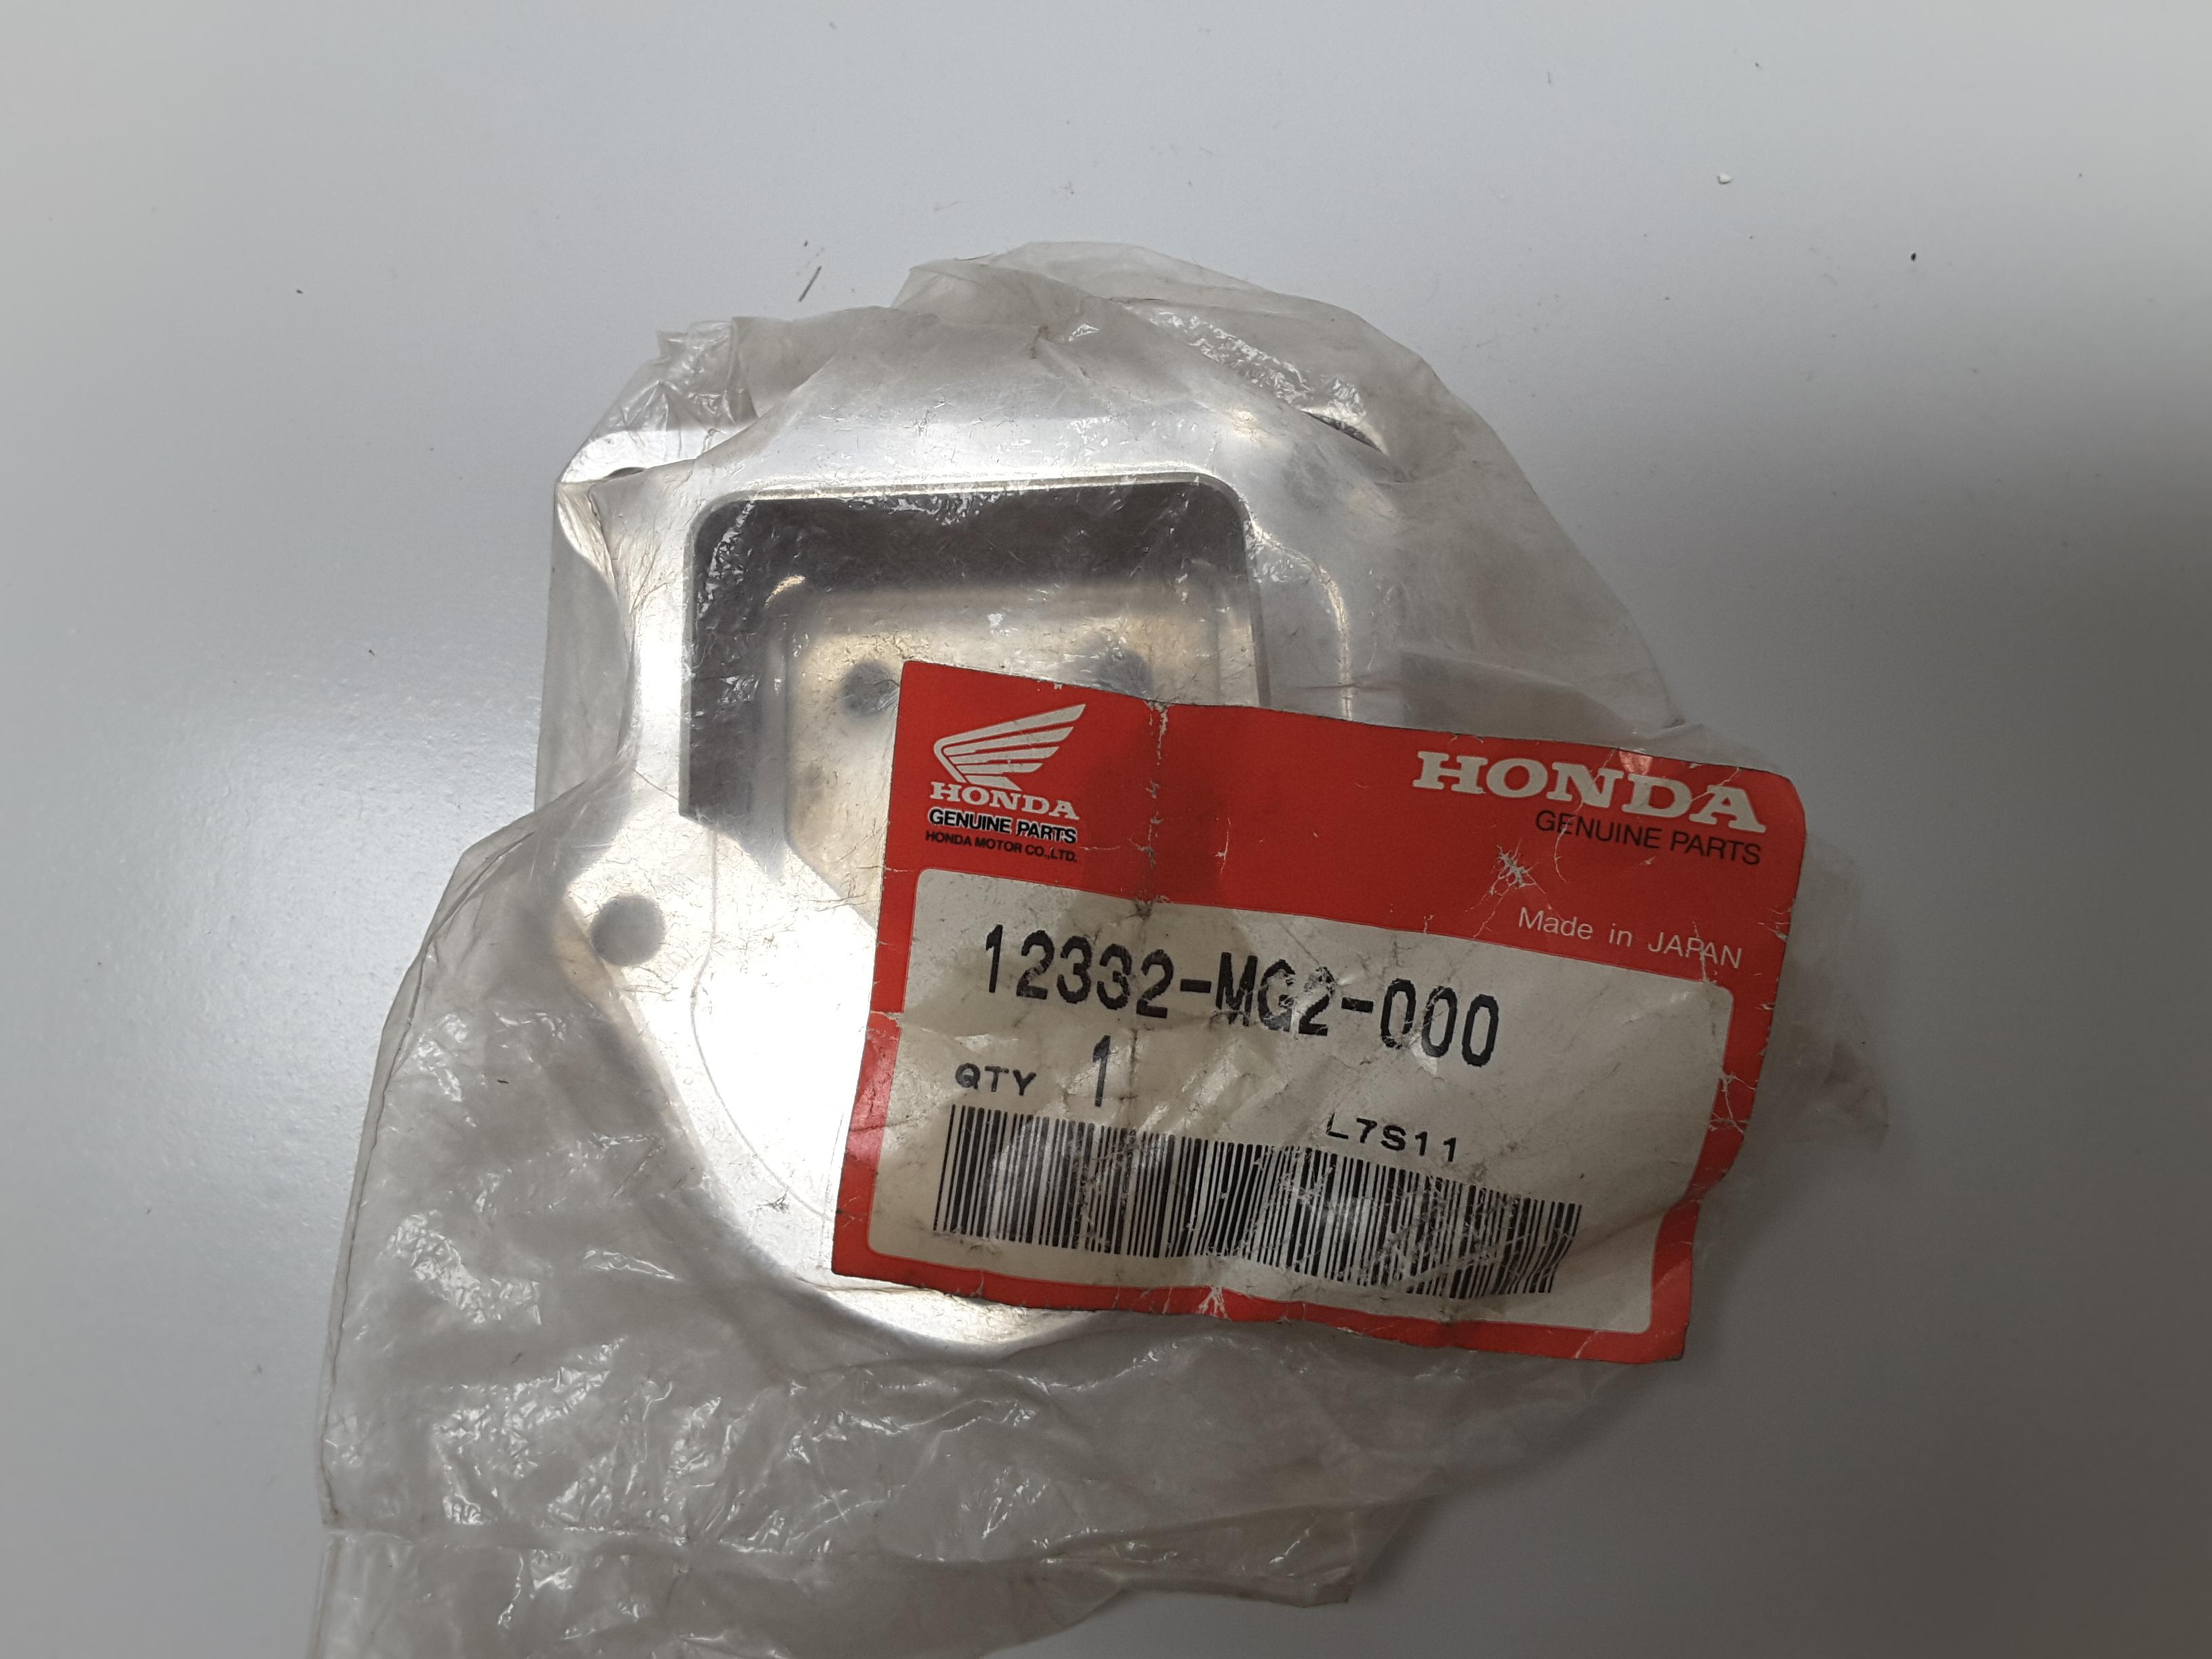 HONDA
GENUINE PARTS
HONDA MOTOR CO.,LTD.
HONDA
GENUINE PARTS
Made in JAPAN
12332-MG2-000
QTY 1
L7S11